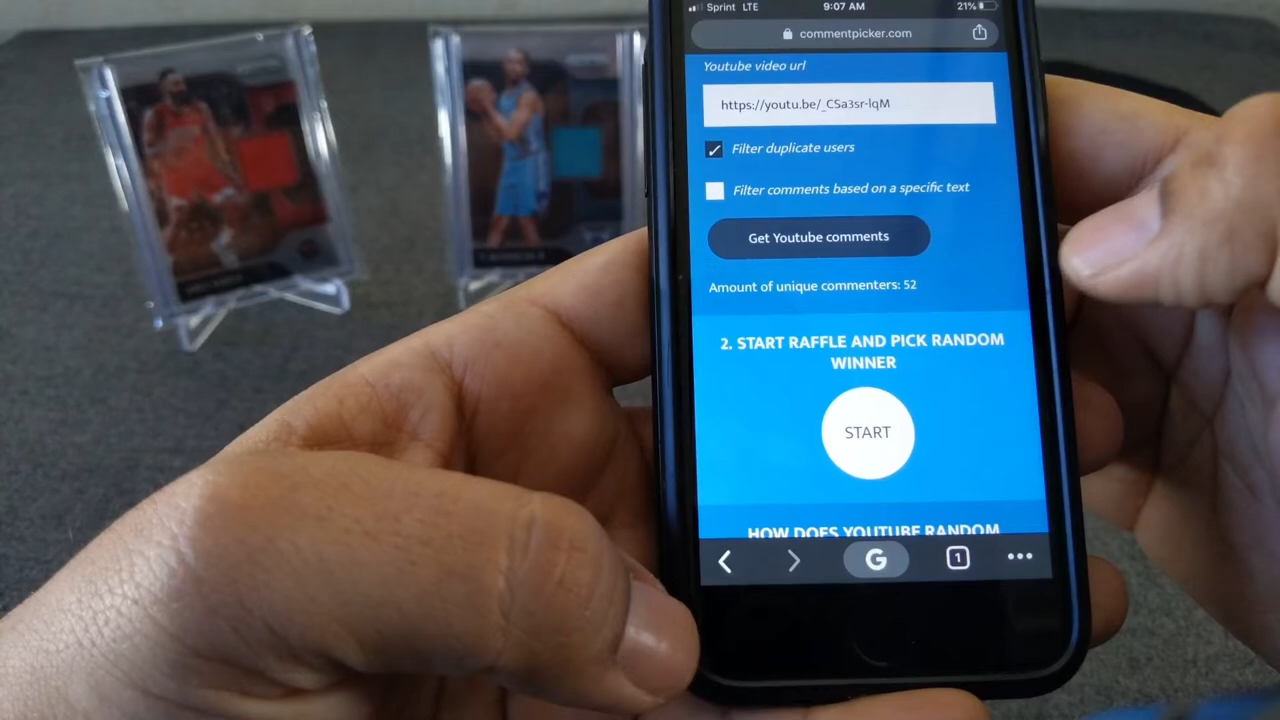 Sprint LTE 9:07 AM 21%
commentpicker.com
Youtube video url
https://youtu.be/_CSa3sr-lqM
Filter duplicate users
Filter comments based on a specific text
Get Youtube comments
Amount of unique commenters: 52
2. START RAFFLE AND PICK RANDOM
WINNER
START
HOW DOES YOUTUBE RANDOM
G 1